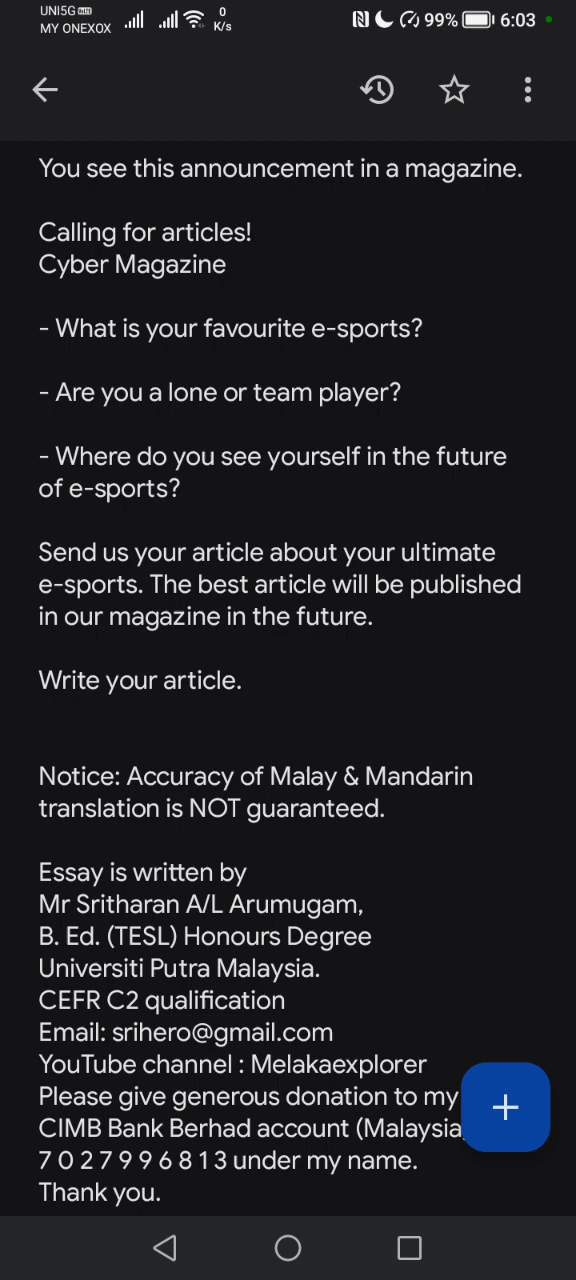 UNI5G VoLTE
MY ONEXOX
0
K/s
99%
6:03
You see this announcement in a magazine.
Calling for articles!
Cyber Magazine
- What is your favourite e-sports?
- Are you a lone or team player?
- Where do you see yourself in the future
of e-sports?
Send us your article about your ultimate
e-sports. The best article will be published
in our magazine in the future.
Write your article.
Notice: Accuracy of Malay & Mandarin
translation is NOT guaranteed.
Essay is written by
Mr Sritharan A/L Arumugam,
B. Ed. (TESL) Honours Degree
Universiti Putra Malaysia.
CEFR C2 qualification
Email: srihero@gmail.com
YouTube channel : Melakaexplorer
Please give generous donation to my
CIMB Bank Berhad account (Malaysia
7 0 2 7 9 9 6 8 1 3 under my name.
Thank you.